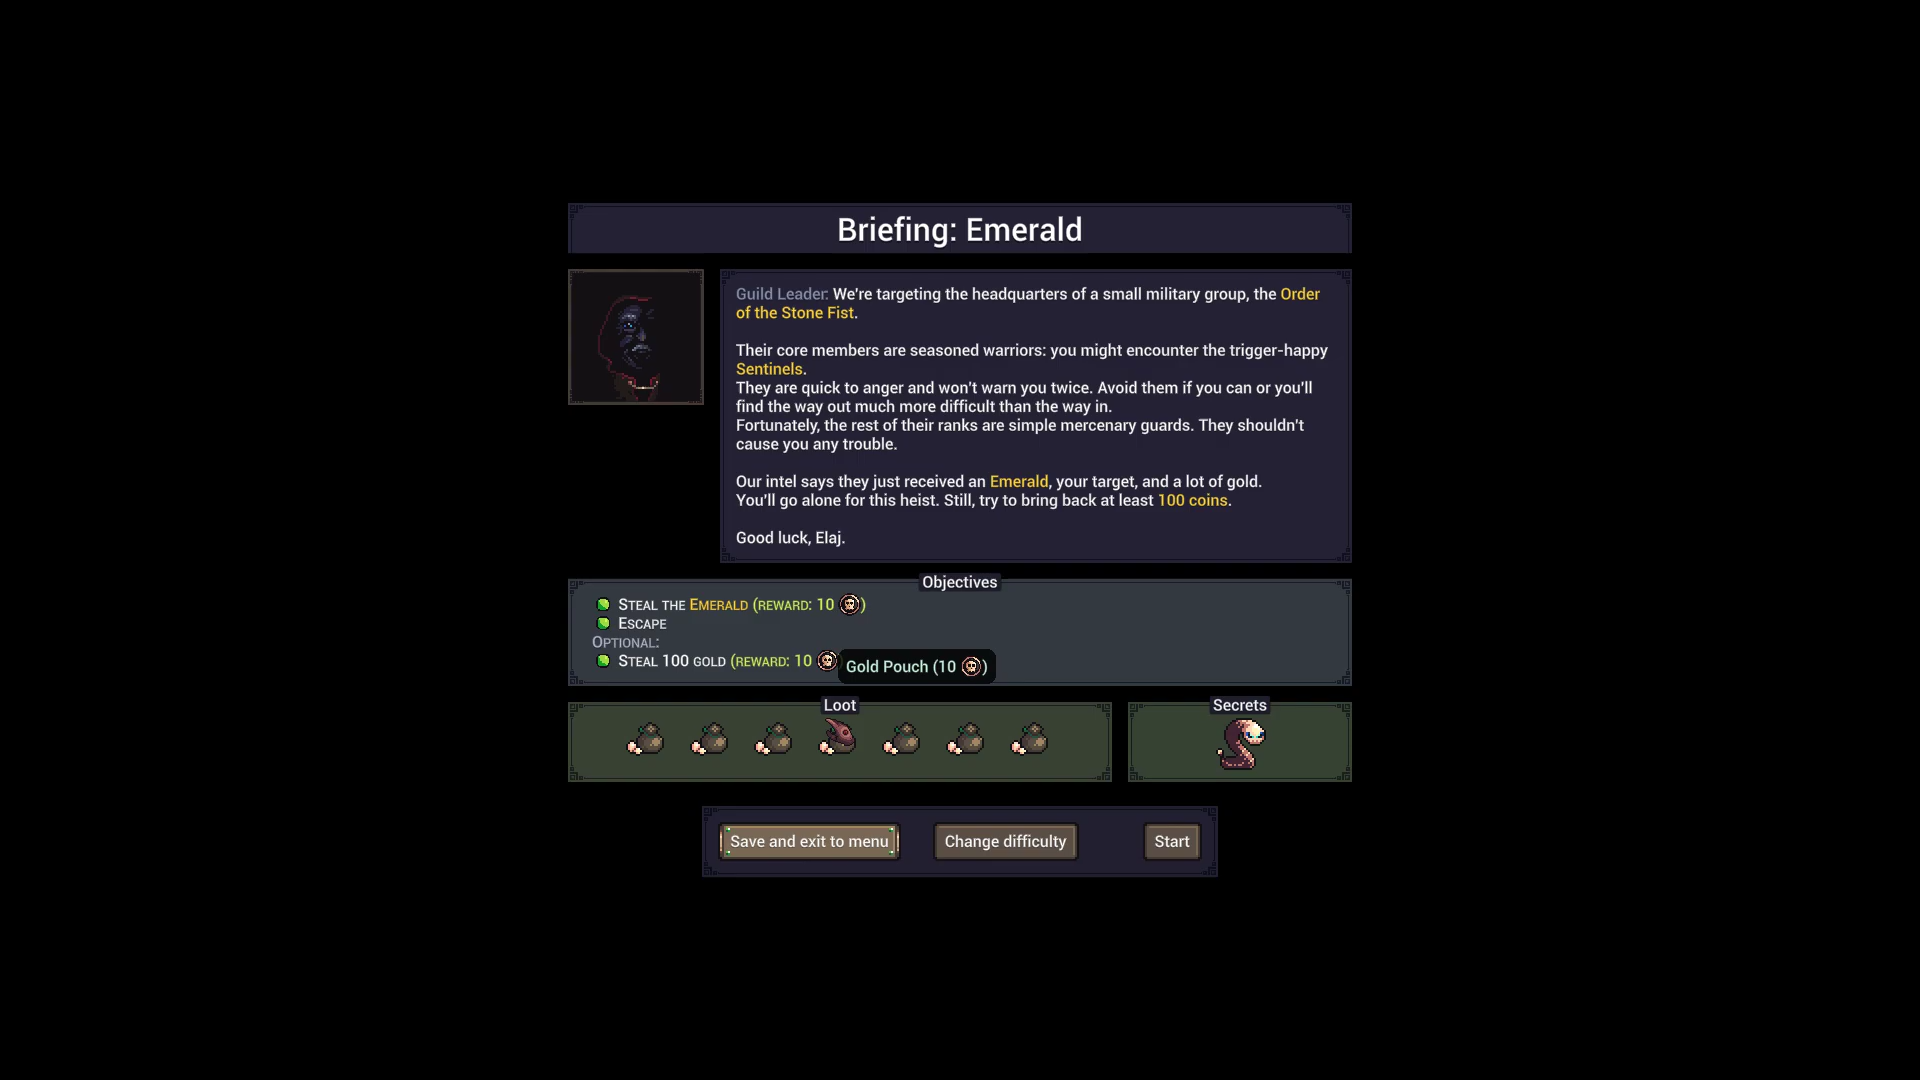 Briefing: Emerald
Guild Leader: We're targeting the headquarters of a small military group, the Order
of the Stone Fist.
Their core members are seasoned warriors: you might encounter the trigger-happy
Sentinels.
They are quick to anger and won't warn you twice. Avoid them if you can or you'll
find the way out much more difficult than the way in.
Fortunately, the rest of their ranks are simple mercenary guards. They shouldn't
cause you any trouble.
Our intel says they just received an Emerald, your target, and a lot of gold.
You'll go alone for this heist. Still, try to bring back at least 100 coins.
Good luck, Elaj.
Objectives
STEAL THE EMERALD (REWARD: 10 )
ESCAPE
OPTIONAL:
STEAL 100 GOLD (REWARD: 10
Gold Pouch (10 )
Loot
Secrets
Save and exit to menu
Change difficulty
Start